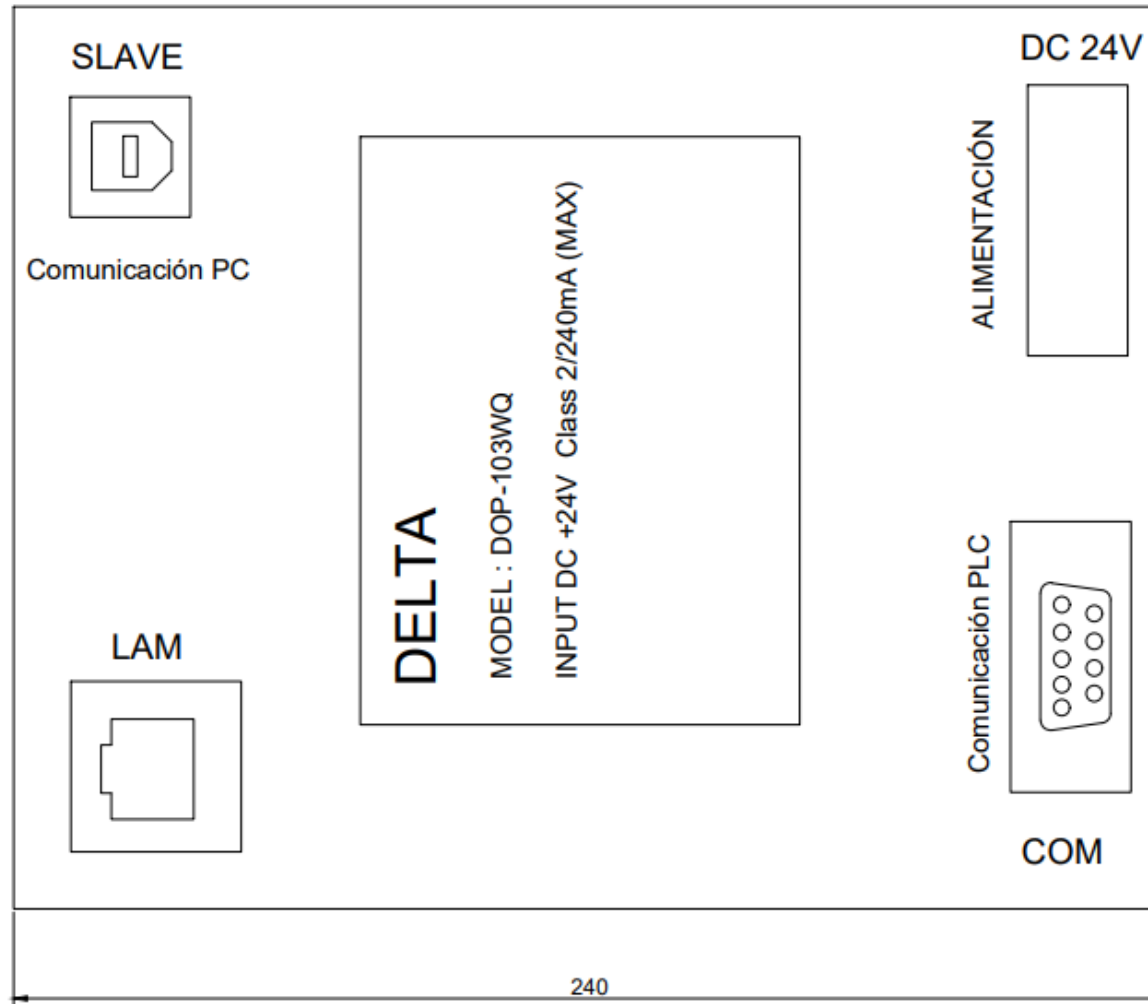 SLAVE
Comunicación PC
DC 24V
ALIMENTACIÓN
DELTA
MODEL : DOP-103WQ
INPUT DC +24V Class 2/240mA (MAX)
LAM
Comunicación PLC
COM
240